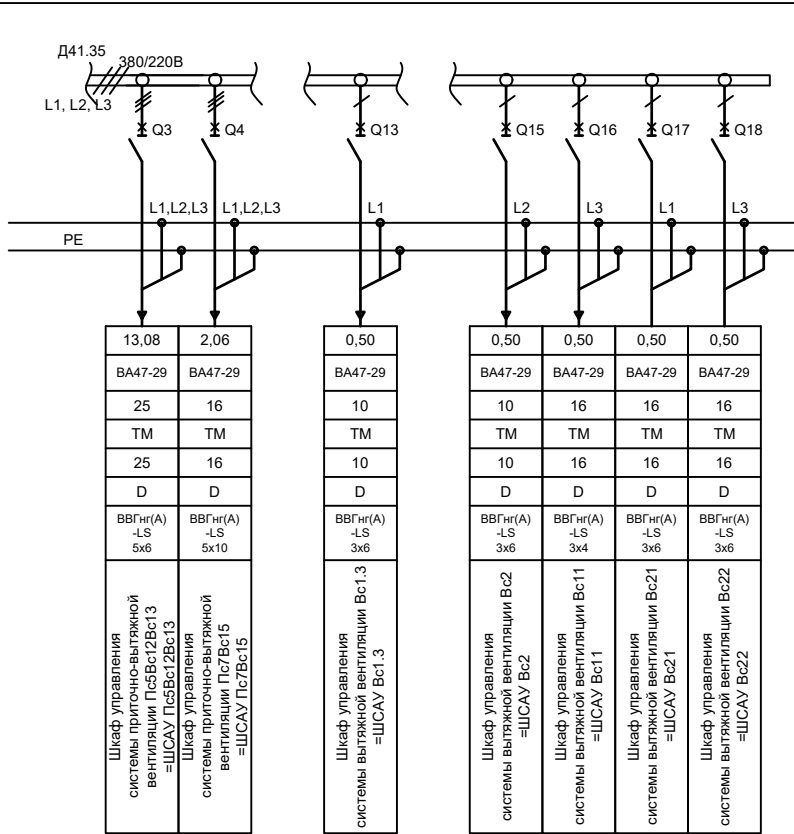 Д41.35
380/220В
L1, L2, L3
Q3
Q4
Q13
Q15
Q16
Q17
Q18
L1,L2,L3
L1,L2,L3
L1
L2
L3
L1
L3
PE
13,08
2,06
0,50
0,50
0,50
0,50
0,50
ВА47-29
ВА47-29
ВА47-29
ВА47-29
ВА47-29
ВА47-29
ВА47-29
25
16
10
10
16
16
16
ТМ
ТМ
ТМ
ТМ
ТМ
ТМ
ТМ
25
16
10
10
16
16
16
D
D
D
D
D
D
D
ВВГнг(А)
-LS
5х6
ВВГнг(А)
-LS
5х10
ВВГнг(А)
-LS
3х6
ВВГнг(А)
-LS
3х6
ВВГнг(А)
-LS
3х4
ВВГнг(А)
-LS
3х6
ВВГнг(А)
-LS
3х6
Шкаф управления
системы приточно-вытяжной
вентиляции Пс5Вс12Вс13
=ШСАУ Пс5Вс12Вс13
Шкаф управления
системы приточно-вытяжной
вентиляции Пс7Вс15
=ШСАУ Пс7Вс15
Шкаф управления
системы вытяжной вентиляции Вс1.3
=ШСАУ Вс1.3
Шкаф управления
системы вытяжной вентиляции Вс2
=ШСАУ Вс2
Шкаф управления
системы вытяжной вентиляции Вс11
=ШСАУ Вс11
Шкаф управления
системы вытяжной вентиляции Вс21
=ШСАУ Вс21
Шкаф управления
системы вытяжной вентиляции Вс22
=ШСАУ Вс22